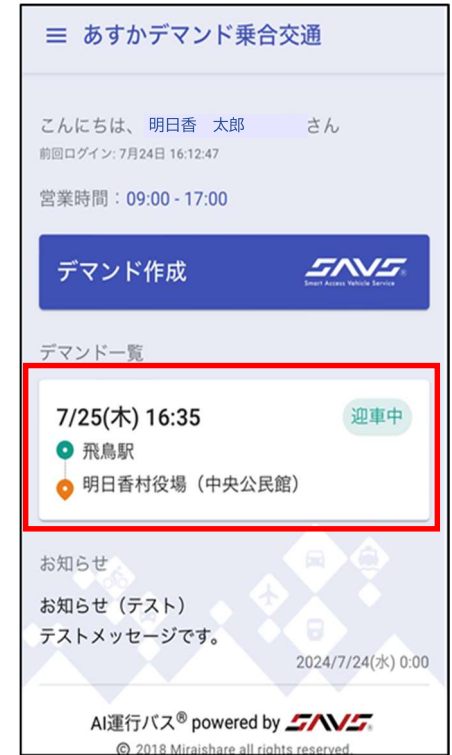 あすかデマンド乗合交通
こんにちは、 明日香 太郎 さん
前回ログイン: 7月24日 16:12:47
営業時間：09:00 - 17:00
デマンド作成 SAVS®
Smart Access Vehicle Service
デマンド一覧
7/25(木) 16:35 迎車中
飛鳥駅
明日香村役場（中央公民館）
お知らせ
お知らせ（テスト）
テストメッセージです。
2024/7/24(水) 0:00
AI運行バス® powered by SAVS®
© 2018 Miraishare all rights reserved.